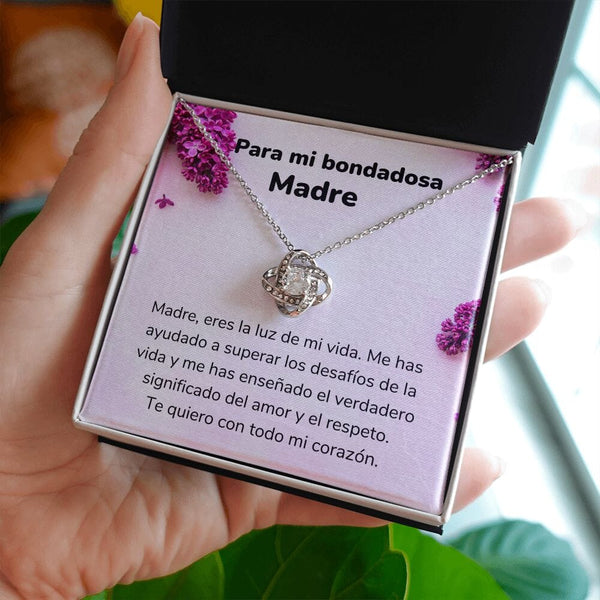 Para mi bondadosa
Madre
Madre, eres la luz de mi vida. Me has
ayudado a superar los desafíos de la
vida y me has enseñado el verdadero
significado del amor y el respeto.
Te quiero con todo mi corazón.